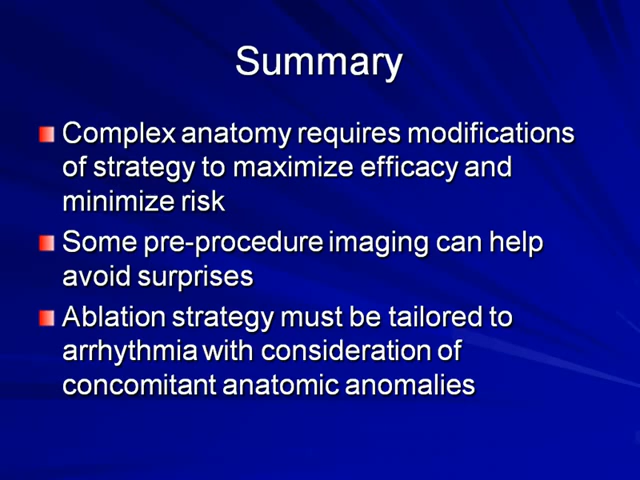 Summary
Complex anatomy requires modifications
of strategy to maximize efficacy and
minimize risk
Some pre-procedure imaging can help
avoid surprises
Ablation strategy must be tailored to
arrhythmia with consideration of
concomitant anatomic anomalies